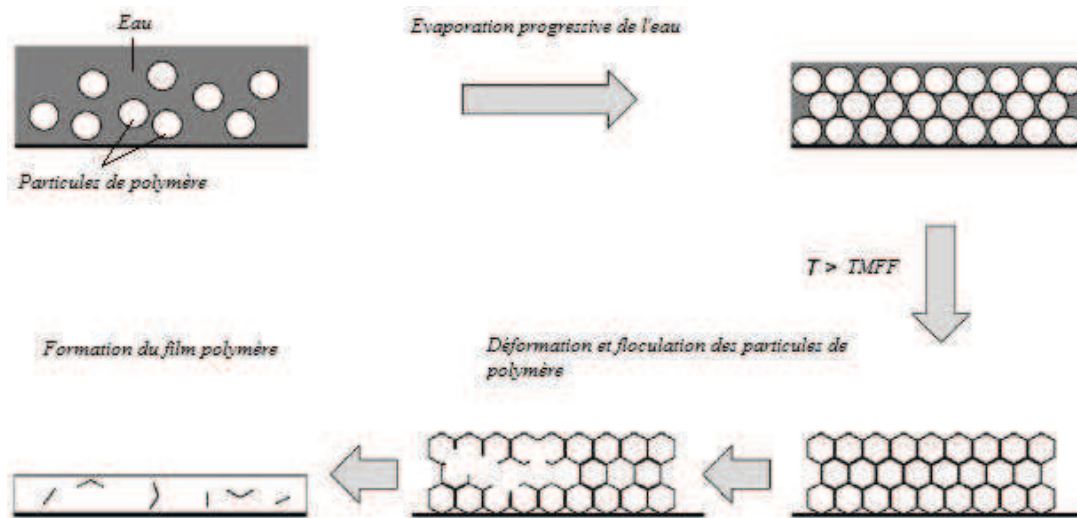 Eau
Evaporation progressive de l'eau
Particules de polymère
T > TMFF
Formation du film polymère
Déformation et floculation des particules de
polymère